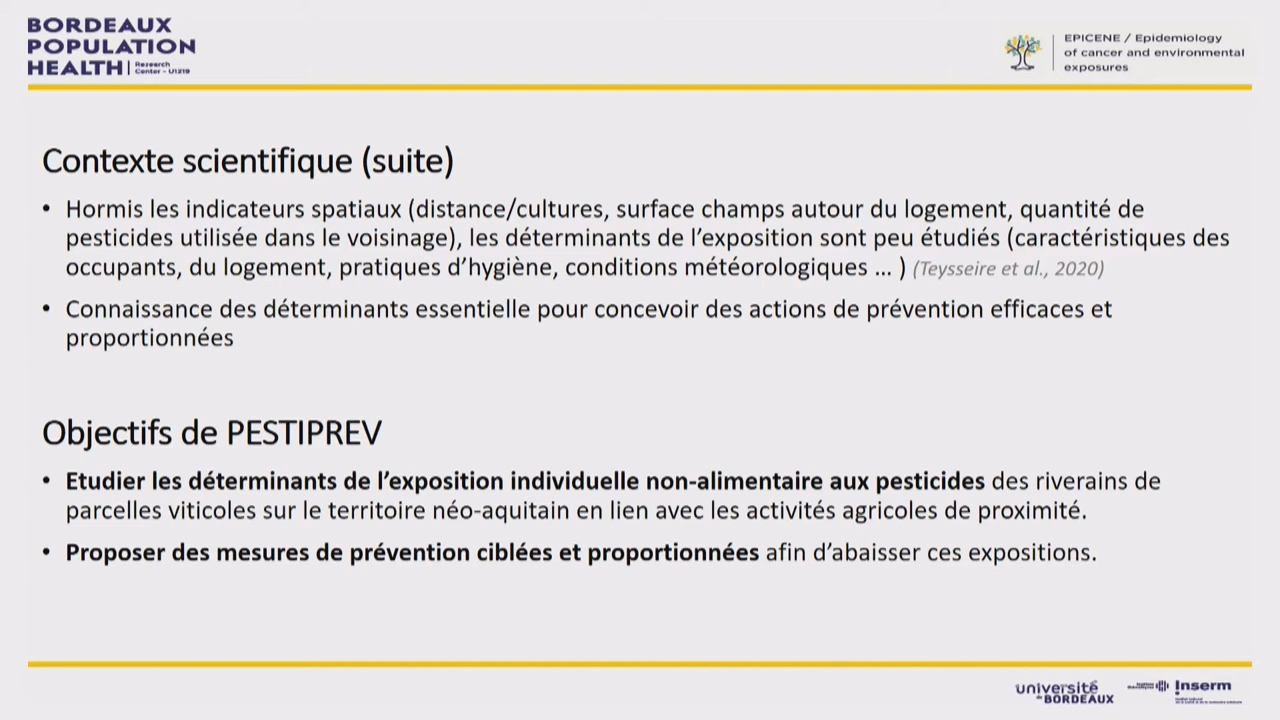 BORDEAUX
POPULATION
HEALTH
Research
Center - U1219
EPICENE / Epidemiology
of cancer and environmental
exposures
Contexte scientifique (suite)
• Hormis les indicateurs spatiaux (distance/cultures, surface champs autour du logement, quantité de
pesticides utilisée dans le voisinage), les déterminants de l’exposition sont peu étudiés (caractéristiques des
occupants, du logement, pratiques d’hygiène, conditions météorologiques ... ) (Teysseire et al., 2020)
• Connaissance des déterminants essentielle pour concevoir des actions de prévention efficaces et
proportionnées
Objectifs de PESTIPREV
• Etudier les déterminants de l’exposition individuelle non-alimentaire aux pesticides des riverains de
parcelles viticoles sur le territoire néo-aquitain en lien avec les activités agricoles de proximité.
• Proposer des mesures de prévention ciblées et proportionnées afin d’abaisser ces expositions.
université
de BORDEAUX
Inserm